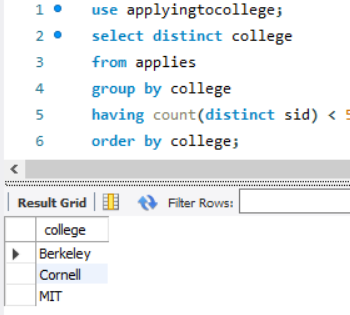 1 use applyingtocollege;
2 select distinct college
3 from applies
4 group by college
5 having count(distinct sid) < 5
6 order by college;
Result Grid Filter Rows:
college
Berkeley
Cornell
MIT